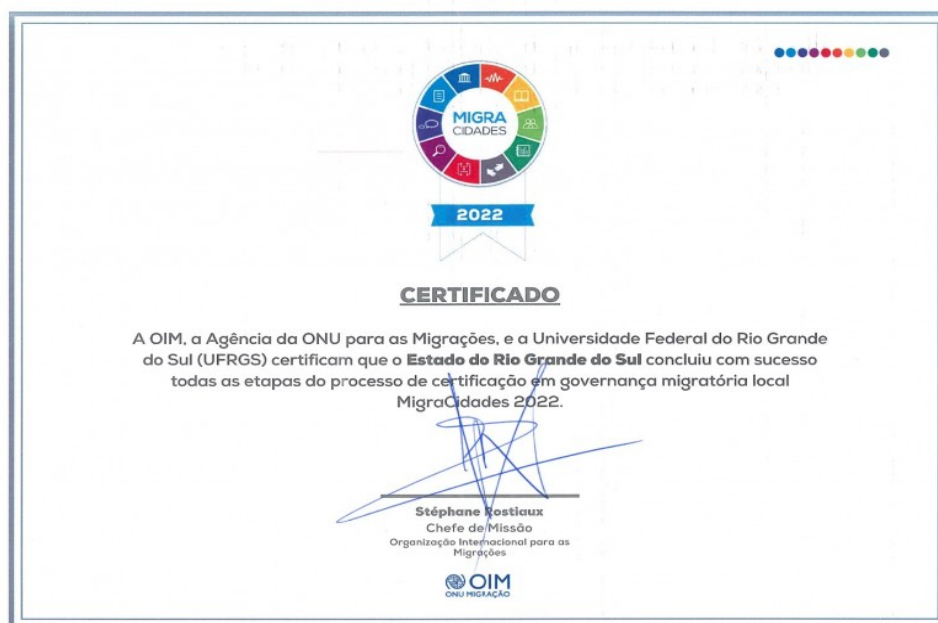 MIGRA
CIDADES
2022
CERTIFICADO
A OIM, a Agência da ONU para as Migrações, e a Universidade Federal do Rio Grande
do Sul (UFRGS) certificam que o Estado do Rio Grande do Sul concluiu com sucesso
todas as etapas do processo de certificação em governança migratória local
MigraCidades 2022.
Stéphane Rostiaux
Chefe de Missão
Organização Internacional para as
Migrações
OIM
ONU MIGRAÇÃO